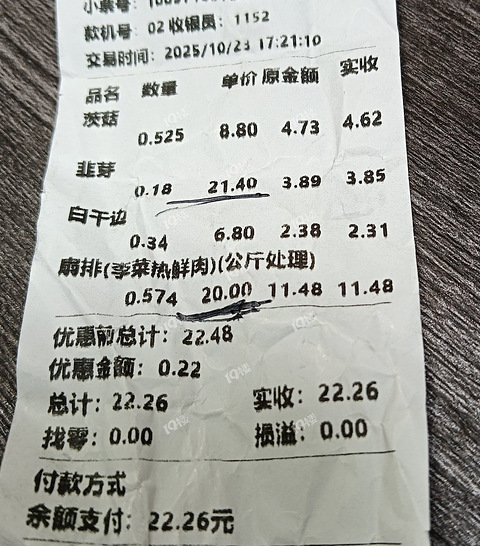 小票号:
款机号: 02 收银员: 1152
交易时间: 2025/10/23 17:21:10
品名 数量 单价 原金额 实收
茨菇
0.525 8.80 4.73 4.62
韭芽
0.18 21.40 3.89 3.85
白干边
0.34 6.80 2.38 2.31
扇排(季菜热鲜肉)(公斤处理)
0.574 20.00 11.48 11.48
优惠前总计: 22.48
优惠金额: 0.22
总计: 22.26 实收: 22.26
找零: 0.00 损溢: 0.00
付款方式
余额支付: 22.26元